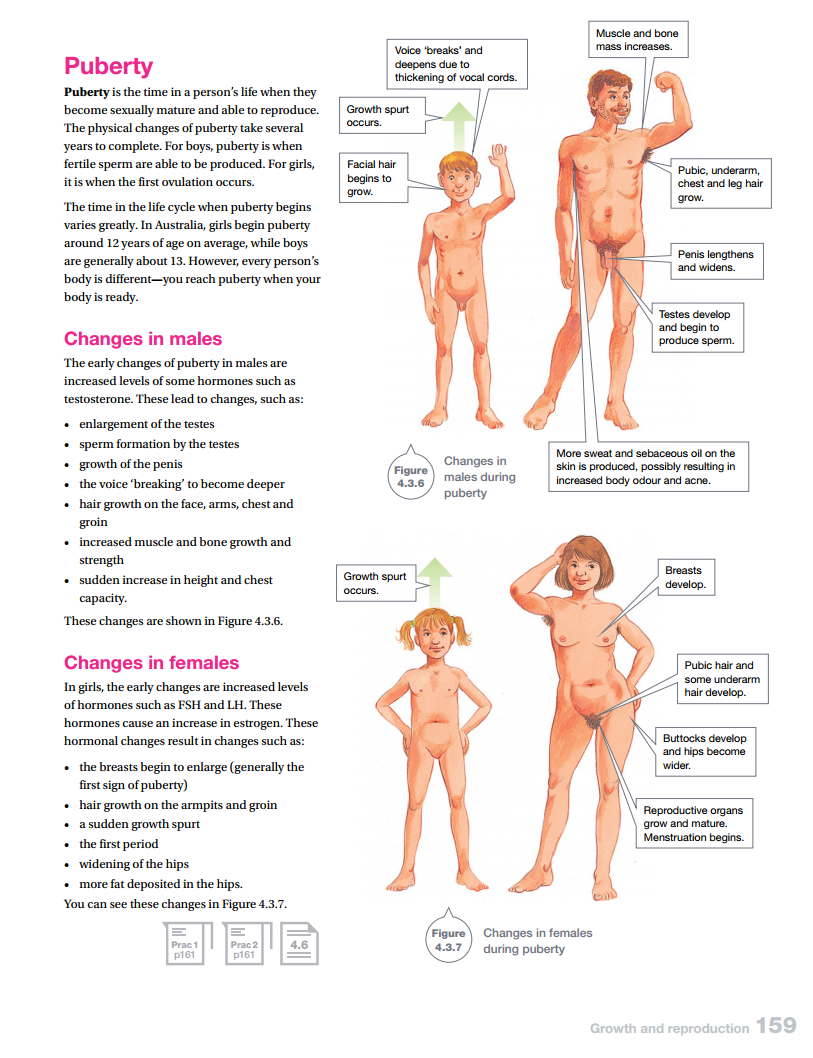 Puberty
Puberty is the time in a person's life when they
become sexually mature and able to reproduce.
The physical changes of puberty take several
years to complete. For boys, puberty is when
fertile sperm are able to be produced. For girls,
it is when the first ovulation occurs.
The time in the life cycle when puberty begins
varies greatly. In Australia, girls begin puberty
around 12 years of age on average, while boys
are generally about 13. However, every person's
body is different—you reach puberty when your
body is ready.
Changes in males
The early changes of puberty in males are
increased levels of some hormones such as
testosterone. These lead to changes, such as:
• enlargement of the testes
• sperm formation by the testes
• growth of the penis
• the voice 'breaking' to become deeper
• hair growth on the face, arms, chest and
groin
• increased muscle and bone growth and
strength
• sudden increase in height and chest
capacity.
These changes are shown in Figure 4.3.6.
Changes in females
In girls, the early changes are increased levels
of hormones such as FSH and LH. These
hormones cause an increase in estrogen. These
hormonal changes result in changes such as:
• the breasts begin to enlarge (generally the
first sign of puberty)
• hair growth on the armpits and groin
• a sudden growth spurt
• the first period
• widening of the hips
• more fat deposited in the hips.
You can see these changes in Figure 4.3.7.
Prac 1
p161
Prac 2
p161
4.6
Voice 'breaks' and
deepens due to
thickening of vocal cords.
Growth spurt
occurs.
Facial hair
begins to
grow.
Muscle and bone
mass increases.
Pubic, underarm,
chest and leg hair
grow.
Penis lengthens
and widens.
Testes develop
and begin to
produce sperm.
More sweat and sebaceous oil on the
skin is produced, possibly resulting in
increased body odour and acne.
Figure
4.3.6
Changes in
males during
puberty
Growth spurt
occurs.
Breasts
develop.
Pubic hair and
some underarm
hair develop.
Buttocks develop
and hips become
wider.
Reproductive organs
grow and mature.
Menstruation begins.
Figure
4.3.7
Changes in females
during puberty
Growth and reproduction 159